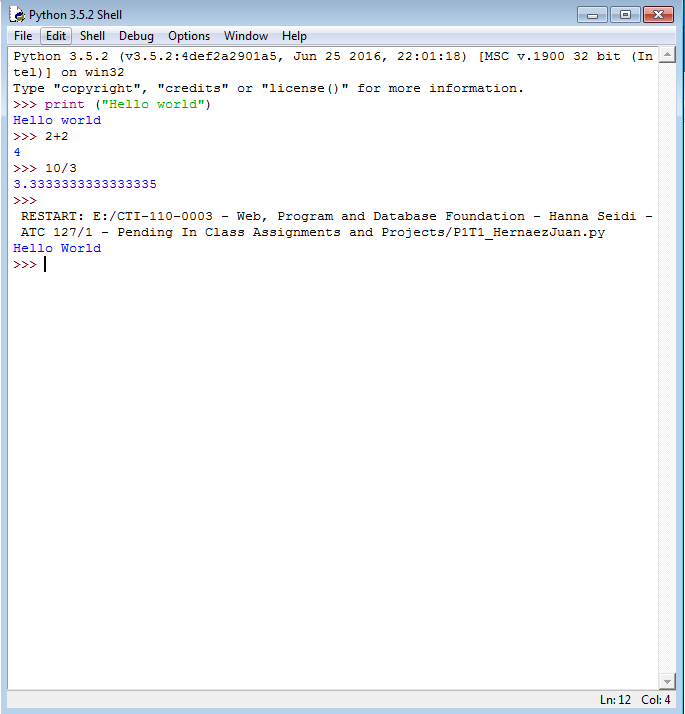 Python 3.5.2 Shell
File Edit Shell Debug Options Window Help
Python 3.5.2 (v3.5.2:4def2a2901a5, Jun 25 2016, 22:01:18) [MSC v.1900 32 bit (In
tel)] on win32
Type "copyright", "credits" or "license()" for more information.
>>> print ("Hello world")
Hello world
>>> 2+2
4
>>> 10/3
3.3333333333333335
>>>
RESTART: E:/CTI-110-0003 - Web, Program and Database Foundation - Hanna Seidi -
ATC 127/1 - Pending In Class Assignments and Projects/P1T1_HernaezJuan.py
Hello World
>>>
Ln: 12 Col: 4